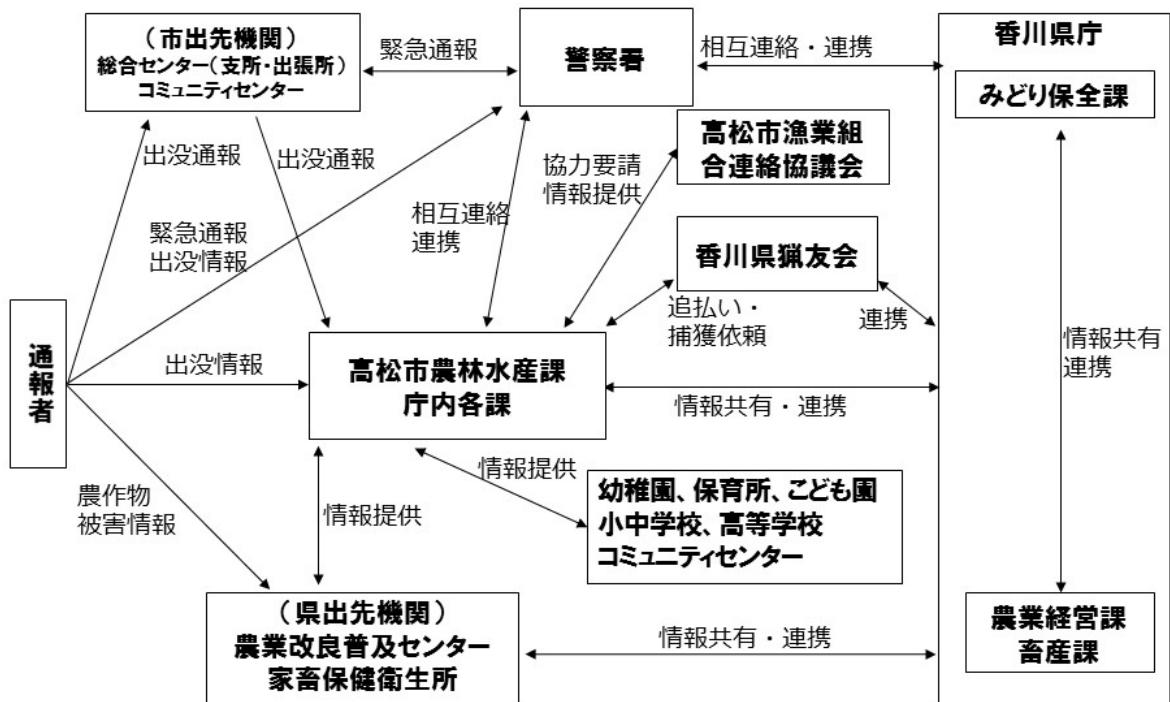 （市出先機関）
総合センター（支所・出張所）
コミュニティセンター
緊急通報
警察署
相互連絡・連携
香川県庁
みどり保全課
出没通報
出没通報
協力要請
情報提供
高松市漁業組
合連絡協議会
相互連絡
連携
緊急通報
出没情報
香川県猟友会
追払い・
捕獲依頼
連携
情報共有
連携
通報者
出没情報
高松市農林水産課
庁内各課
情報共有・連携
農作物
被害情報
情報提供
情報提供
幼稚園、保育所、こども園
小中学校、高等学校
コミュニティセンター
（県出先機関）
農業改良普及センター
家畜保健衛生所
情報共有・連携
農業経営課
畜産課